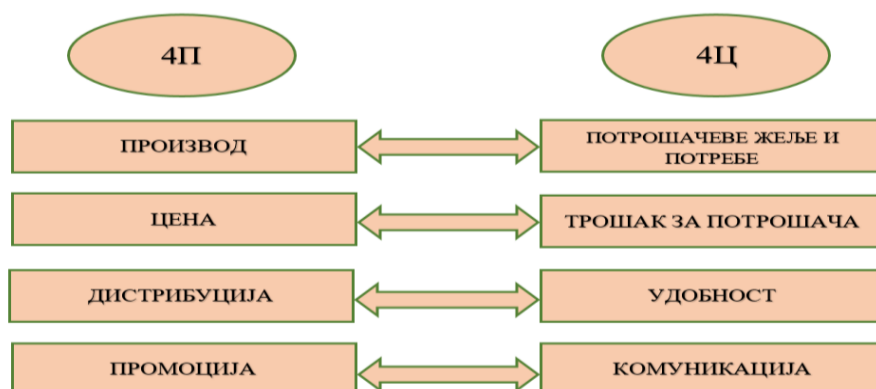 4П
4Ц
ПРОИЗВОД
ПОТРОШАЧЕВЕ ЖЕЉЕ И
ПОТРЕБЕ
ЦЕНА
ТРОШАК ЗА ПОТРОШАЧА
ДИСТРИБУЦИЈА
УДОБНОСТ
ПРОМОЦИЈА
КОМУНИКАЦИЈА